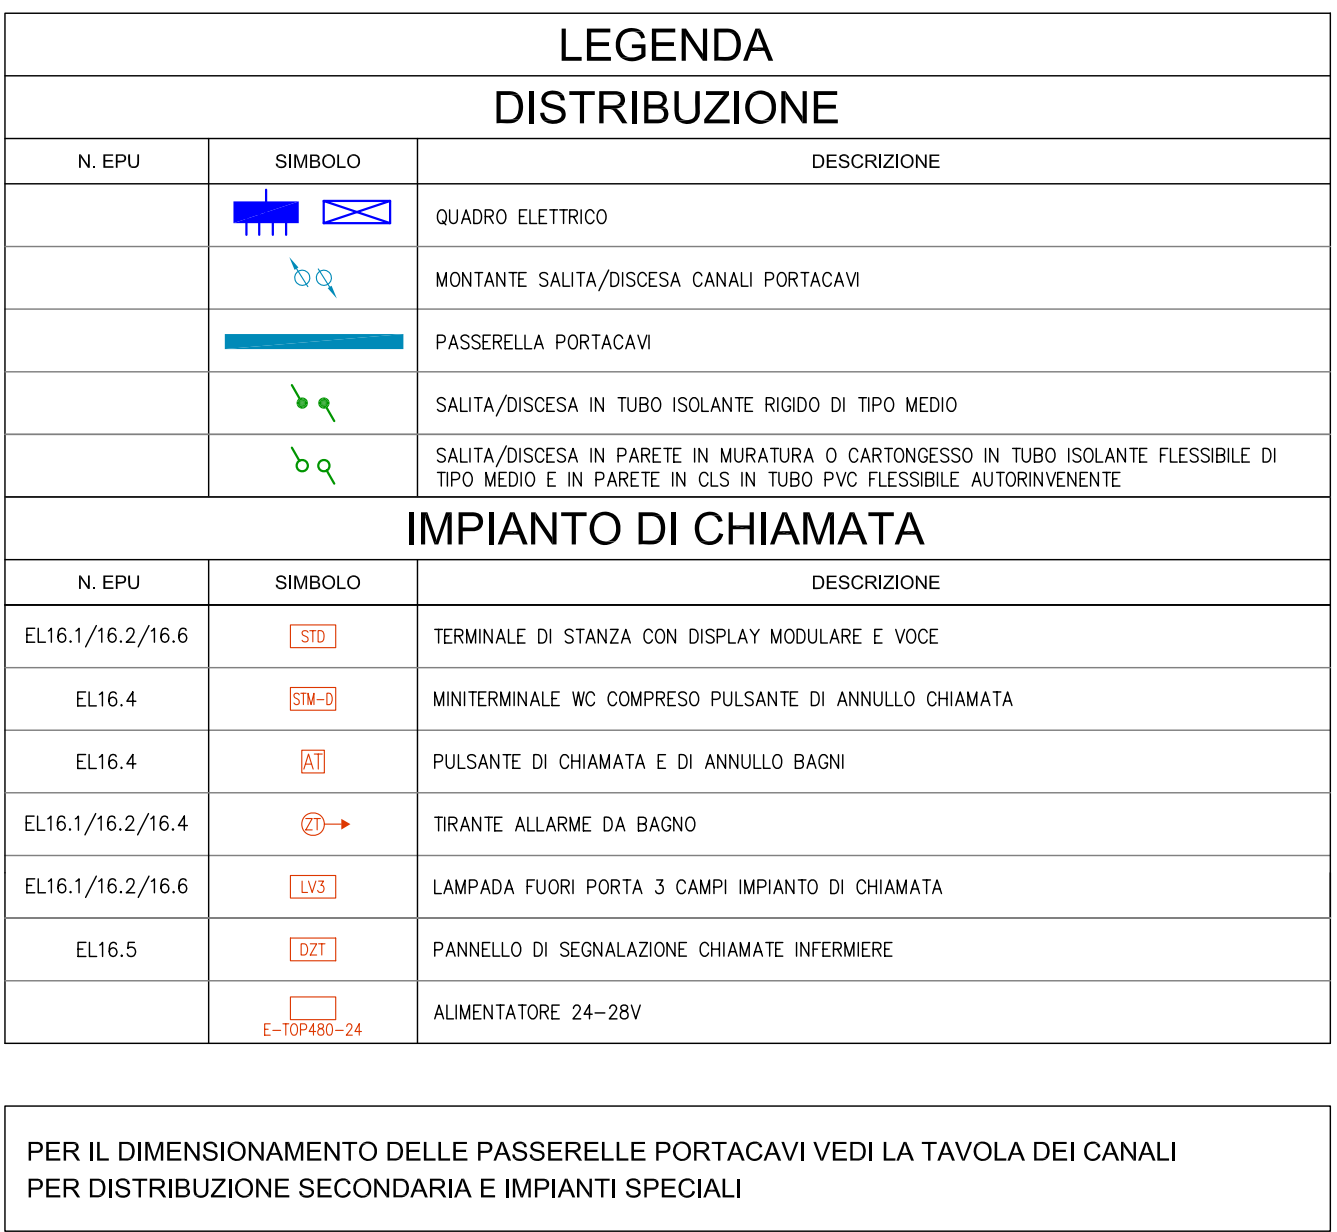 LEGENDA
DISTRIBUZIONE
N. EPU SIMBOLO DESCRIZIONE
QUADRO ELETTRICO
MONTANTE SALITA/DISCESA CANALI PORTACAVI
PASSERELLA PORTACAVI
SALITA/DISCESA IN TUBO ISOLANTE RIGIDO DI TIPO MEDIO
SALITA/DISCESA IN PARETE IN MURATURA O CARTONGESSO IN TUBO ISOLANTE FLESSIBILE DI
TIPO MEDIO E IN PARETE IN CLS IN TUBO PVC FLESSIBILE AUTORINVENENTE
IMPIANTO DI CHIAMATA
N. EPU SIMBOLO DESCRIZIONE
EL16.1/16.2/16.6 STD TERMINALE DI STANZA CON DISPLAY MODULARE E VOCE
EL16.4 STM-D MINITERMINALE WC COMPRESO PULSANTE DI ANNULLO CHIAMATA
EL16.4 AT PULSANTE DI CHIAMATA E DI ANNULLO BAGNI
EL16.1/16.2/16.4 ZT TIRANTE ALLARME DA BAGNO
EL16.1/16.2/16.6 LV3 LAMPADA FUORI PORTA 3 CAMPI IMPIANTO DI CHIAMATA
EL16.5 DZT PANNELLO DI SEGNALAZIONE CHIAMATE INFERMIERE
E-TOP480-24 ALIMENTATORE 24-28V
PER IL DIMENSIONAMENTO DELLE PASSERELLE PORTACAVI VEDI LA TAVOLA DEI CANALI
PER DISTRIBUZIONE SECONDARIA E IMPIANTI SPECIALI